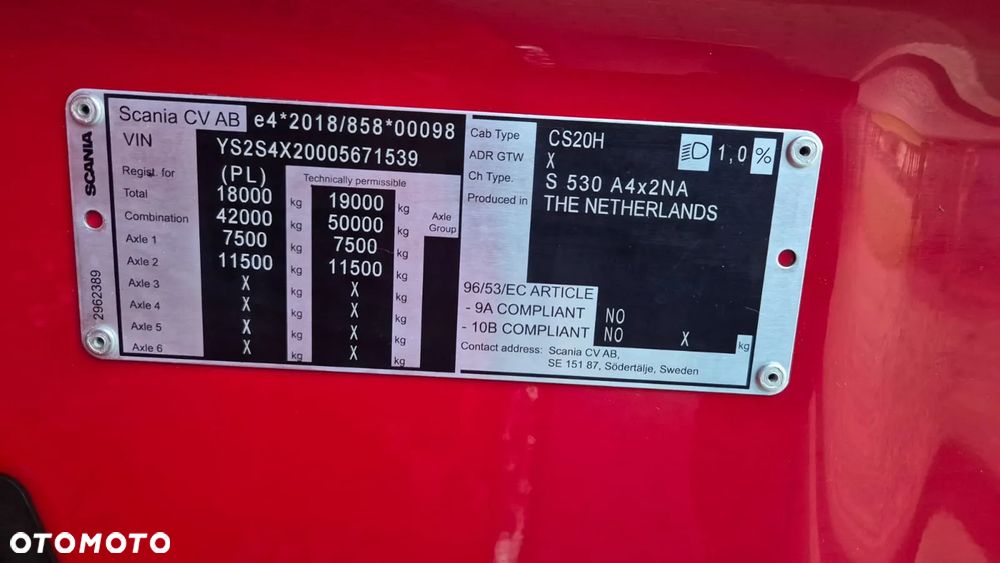 SCANIA
2962389
Scania CV AB e4*2018/858*00098
VIN YS2S4X20005671539
Regist. for (PL) Technically permissible
Total 18000 kg 19000 kg
Combination 42000 kg 50000 kg Axle Group
Axle 1 7500 kg 7500 kg
Axle 2 11500 kg 11500 kg
Axle 3 X kg X kg
Axle 4 X kg X kg
Axle 5 X kg X kg
Axle 6 X kg X kg
Cab Type CS20H 1,0 %
ADR GTW X
Ch Type. S 530 A4x2NA
Produced in THE NETHERLANDS
96/53/EC ARTICLE
- 9A COMPLIANT NO
- 10B COMPLIANT NO X kg
Contact address: Scania CV AB,
SE 151 87, Södertälje, Sweden
OTOMOTO